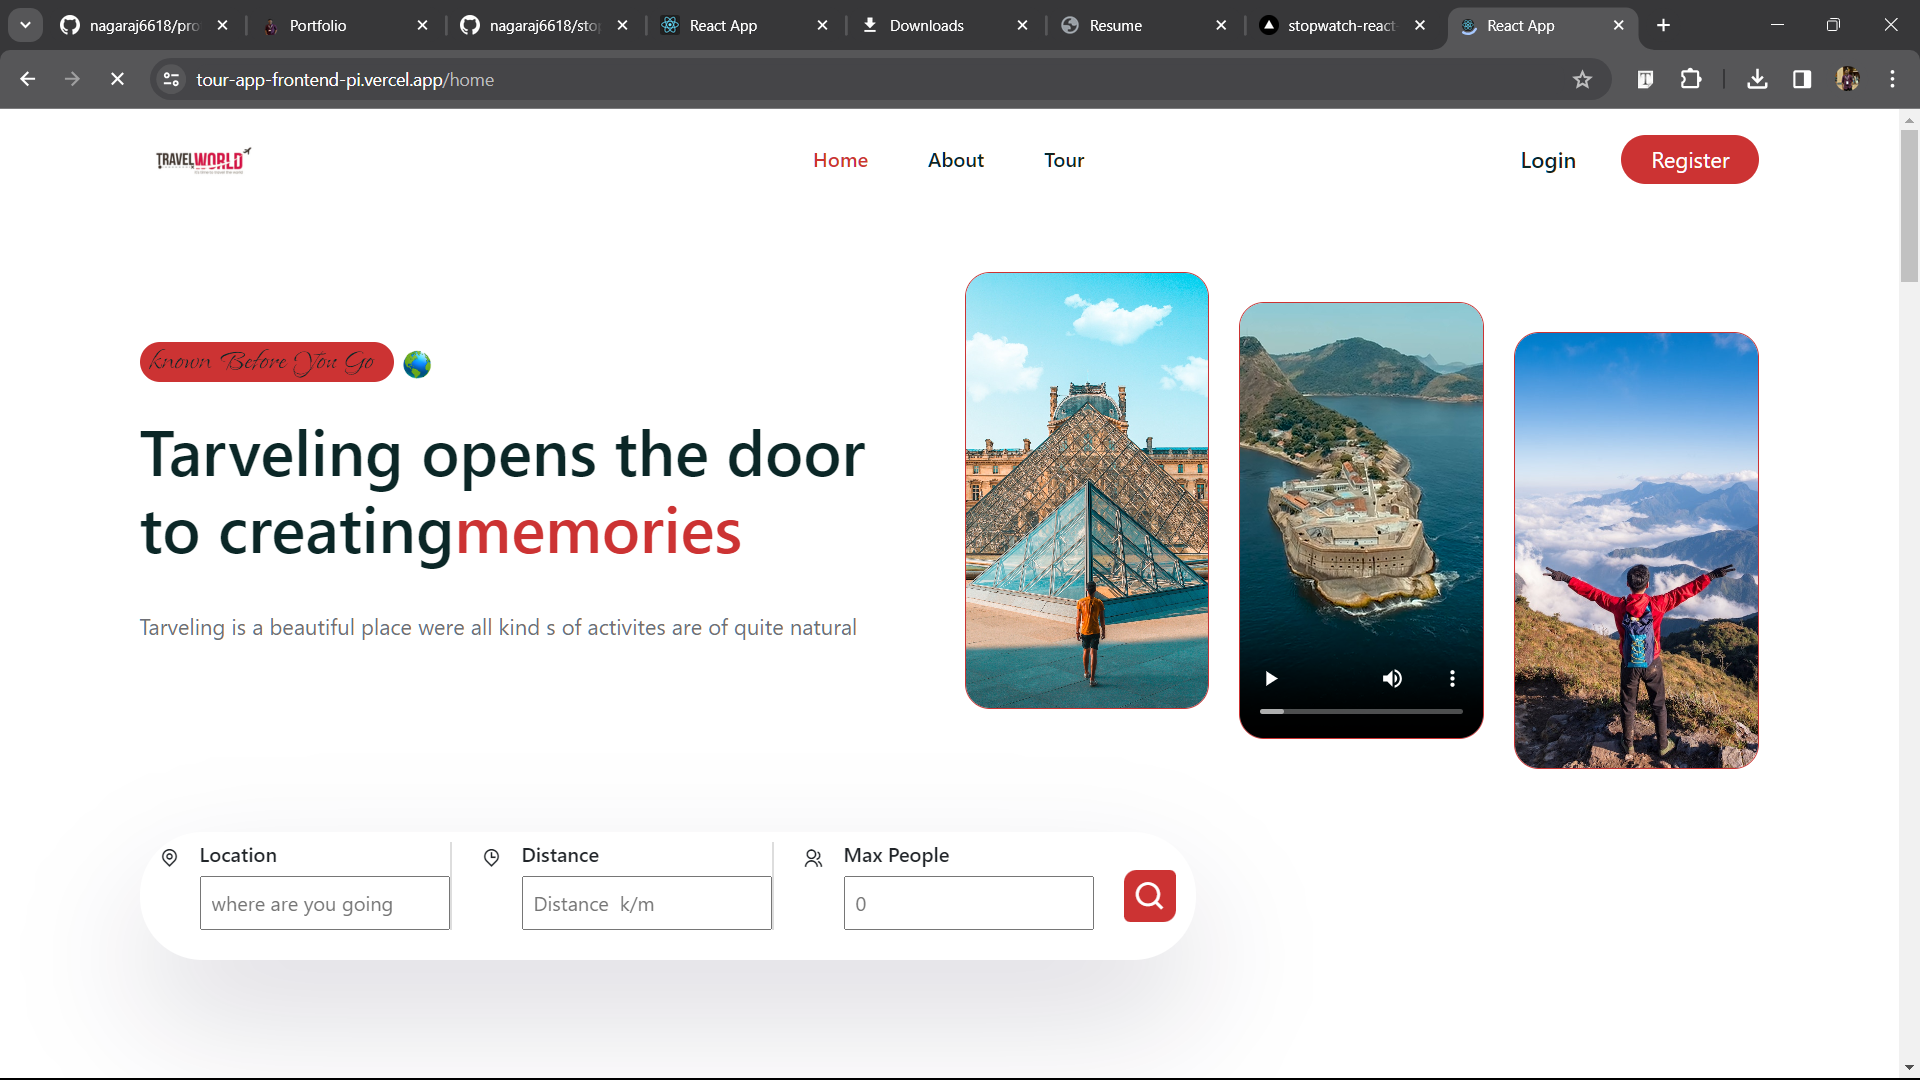 nagaraj6618/pro
Portfolio
nagaraj6618/stop
React App
Downloads
Resume
stopwatch-react-
React App
tour-app-frontend-pi.vercel.app/home
TRAVELWORLD
Home
About
Tour
Login
Register
known Before You Go
Tarveling opens the door
to creatingmemories
Tarveling is a beautiful place were all kind s of activites are of quite natural
Location
where are you going
Distance
Distance k/m
Max People
0